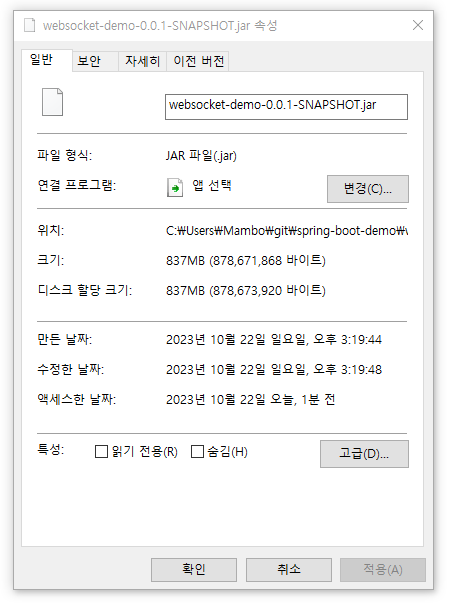 websocket-demo-0.0.1-SNAPSHOT.jar 속성
일반 보안 자세히 이전 버전
websocket-demo-0.0.1-SNAPSHOT.jar
파일 형식: JAR 파일(.jar)
연결 프로그램: 앱 선택 변경(C)...
위치: C:₩Users₩Mambo₩git₩spring-boot-demo₩w
크기: 837MB (878,671,868 바이트)
디스크 할당 크기: 837MB (878,673,920 바이트)
만든 날짜: 2023년 10월 22일 일요일, 오후 3:19:44
수정한 날짜: 2023년 10월 22일 일요일, 오후 3:19:48
액세스한 날짜: 2023년 10월 22일 오늘, 1분 전
특성: 읽기 전용(R) 숨김(H) 고급(D)...
확인 취소 적용(A)